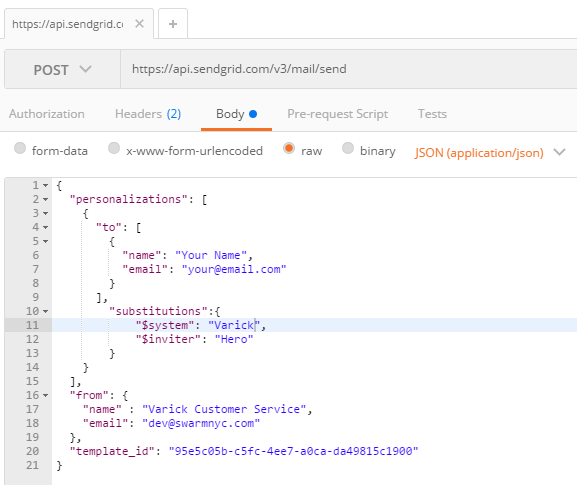 https://api.sendgrid.c
POST https://api.sendgrid.com/v3/mail/send
Authorization Headers (2) Body Pre-request Script Tests
form-data x-www-form-urlencoded raw binary JSON (application/json)
1 {
2 "personalizations": [
3 {
4 "to": [
5 {
6 "name": "Your Name",
7 "email": "your@email.com"
8 }
9 ],
10 "substitutions":{
11 "$system": "Varick",
12 "$inviter": "Hero"
13 }
14 }
15 ],
16 "from": {
17 "name" : "Varick Customer Service",
18 "email": "dev@swarmnyc.com"
19 },
20 "template_id": "95e5c05b-c5fc-4ee7-a0ca-da49815c1900"
21 }